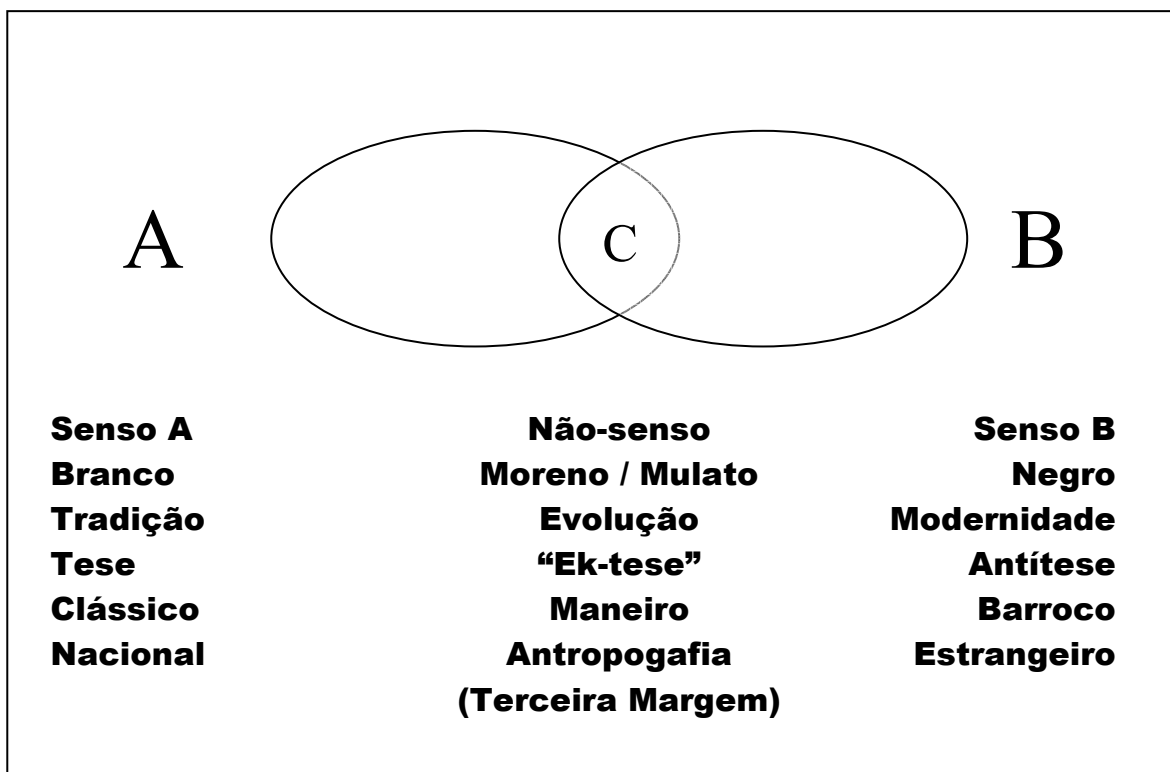 A C B
Senso A Não-senso Senso B
Branco Moreno / Mulato Negro
Tradição Evolução Modernidade
Tese “Ek-tese” Antítese
Clássico Maneiro Barroco
Nacional Antropogafia Estrangeiro
(Terceira Margem)